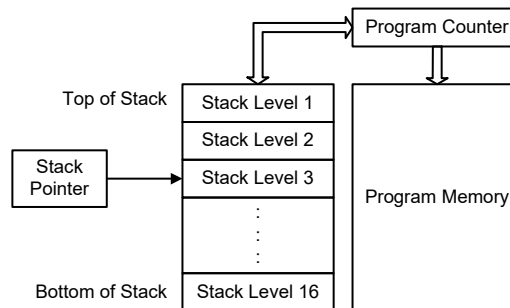 Program Counter
Top of Stack
Stack Level 1
Stack Level 2
Stack
Pointer
Stack Level 3
Program Memory
Bottom of Stack
Stack Level 16